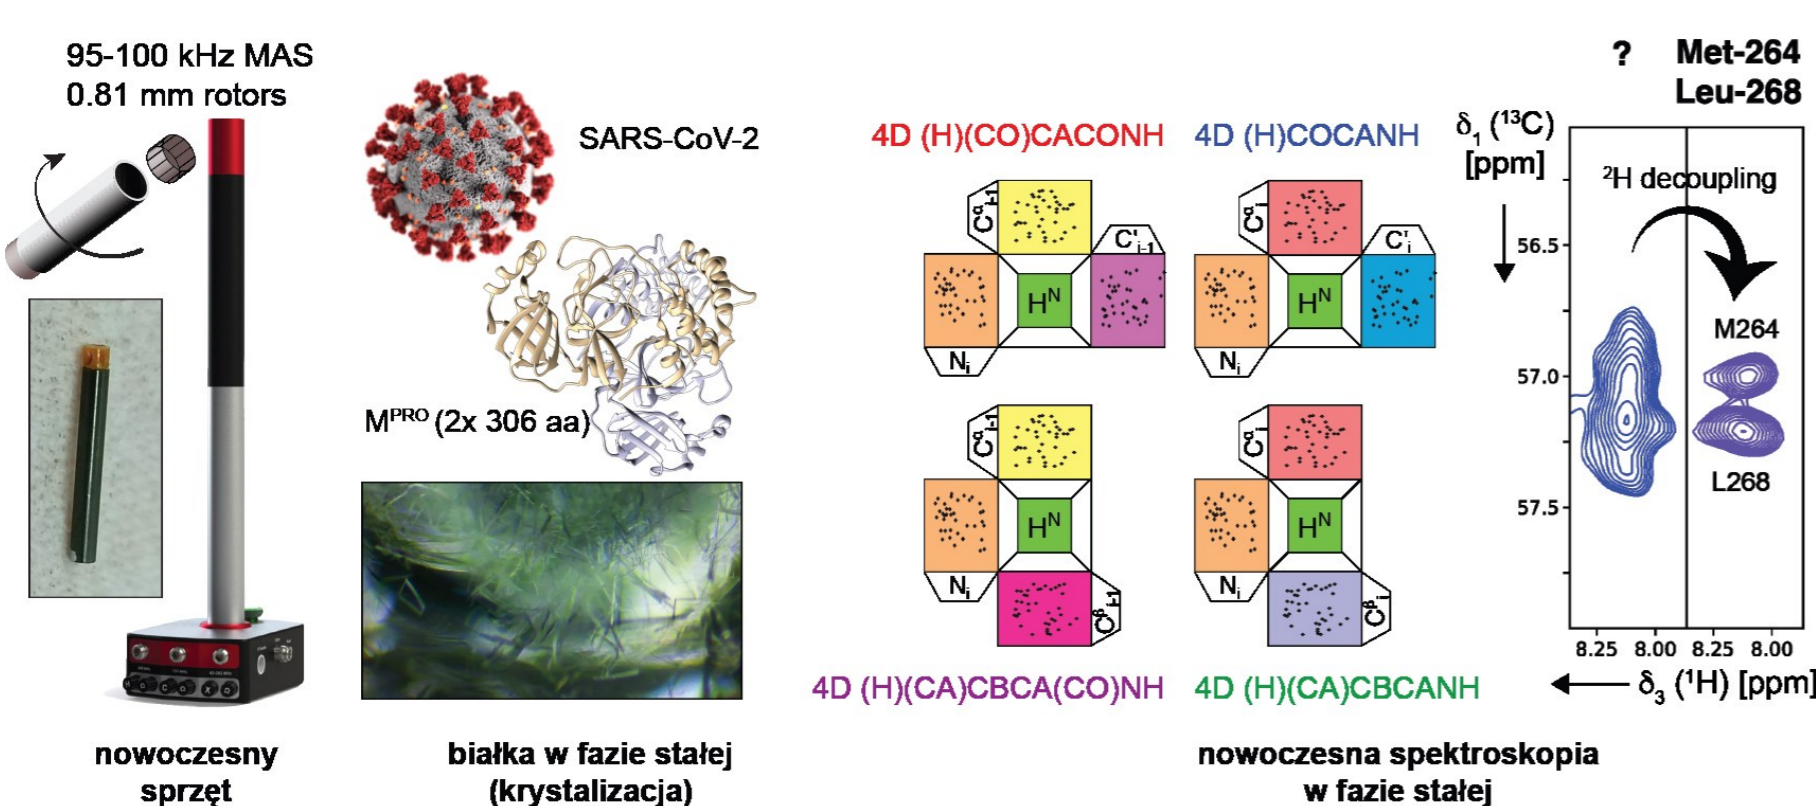 95-100 kHz MAS
0.81 mm rotors
nowoczesny
sprzęt
SARS-CoV-2
M^PRO (2x 306 aa)
białka w fazie stałej
(krystalizacja)
4D (H)(CO)CACONH
C^α_i-1
C'_i-1
H^N
N_i
4D (H)COCANH
C^α_i
C'_i
H^N
N_i
C^α_i-1
H^N
N_i
C^β_i-1
4D (H)(CA)CBCA(CO)NH
C^α_i
H^N
N_i
C^β_i
4D (H)(CA)CBCANH
? Met-264
Leu-268
δ₁ (¹³C)
[ppm]
²H decoupling
56.5
57.0
57.5
M264
L268
8.25 8.00 8.25 8.00
δ₃ (¹H) [ppm]
nowoczesna spektroskopia
w fazie stałej